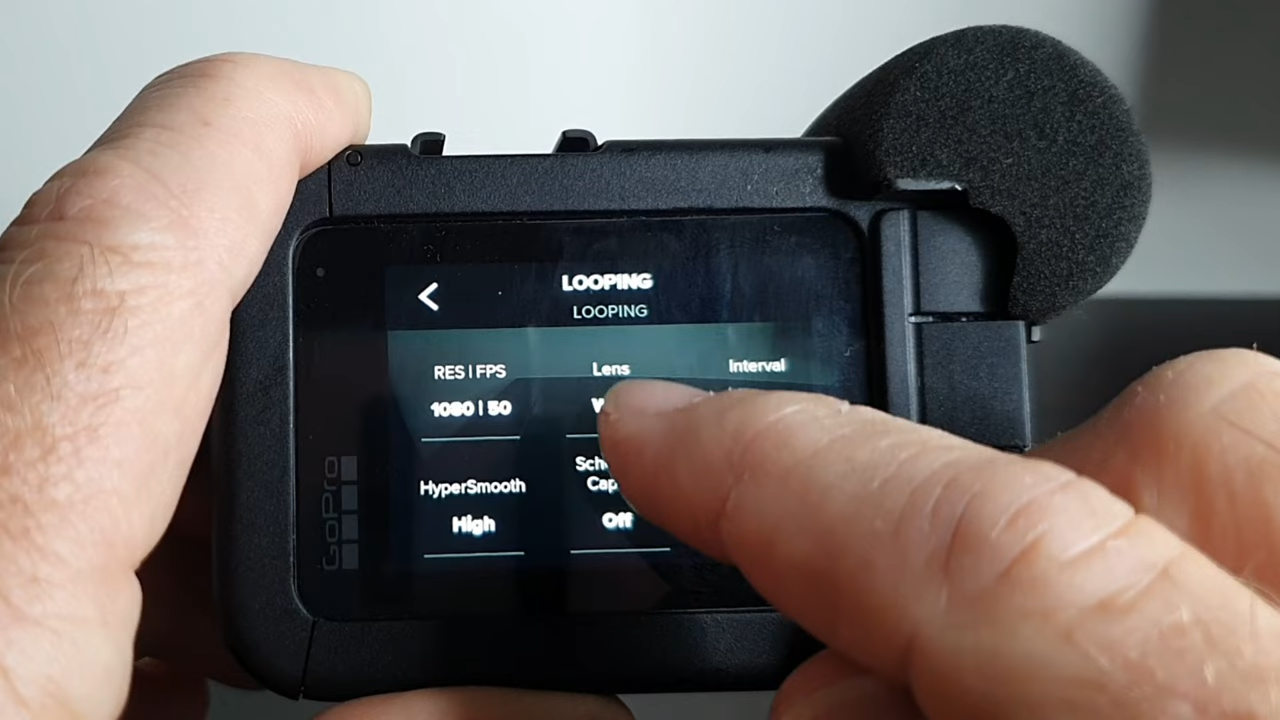 LOOPING
LOOPING
RES | FPS Lens Interval
1080 | 50
HyperSmooth
High Off
GoPro